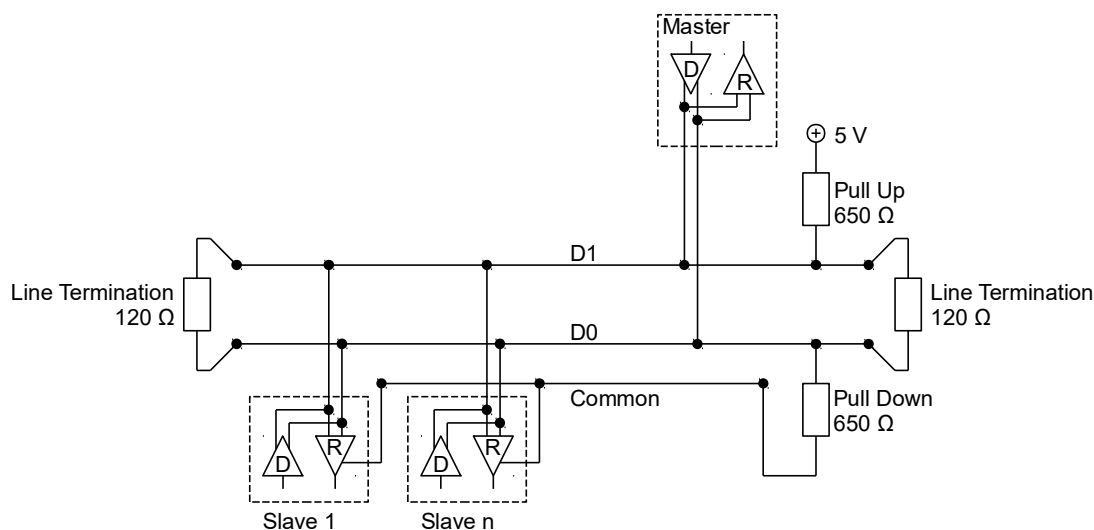 Master
D
R
5 V
Pull Up
650 Ω
D1
Line Termination
120 Ω
Line Termination
120 Ω
D0
Common
Pull Down
650 Ω
D
R
D
R
Slave 1
Slave n